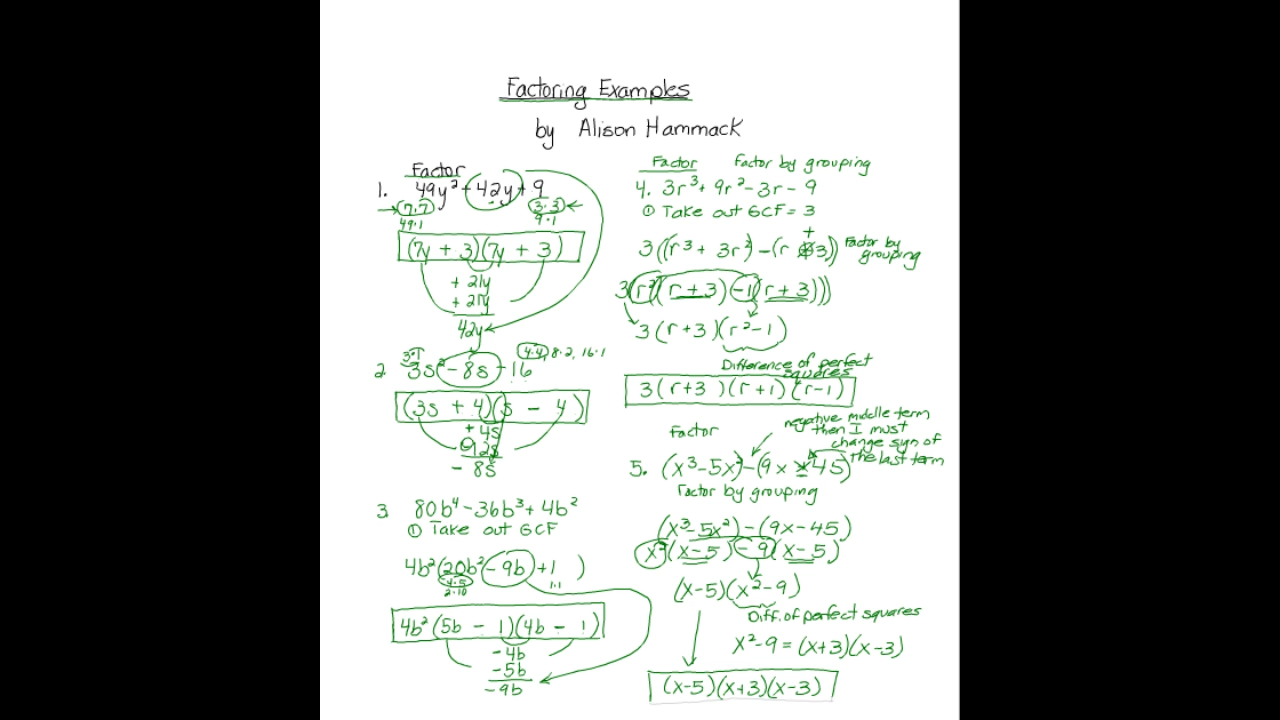 Factoring Examples
by Alison Hammack
Factor
1. 49y² + 42y + 9
7·7 3·3
49·1 9·1
(7y + 3)(7y + 3)
+ 21y
+ 21y
42y
3·1 4·4, 8·2, 16·1
2 3s² - 8s - 16
(3s + 4)(s - 4)
+ 4s
- 12s
- 8s
3. 80b⁴ - 36b³ + 4b²
① Take out GCF
4b²(20b² - 9b + 1)
4·5 1·1
2·10
4b²(5b - 1)(4b - 1)
- 4b
- 5b
- 9b
Factor Factor by grouping
4. 3r³ + 9r² - 3r - 9
① Take out GCF = 3
+
3((r³ + 3r²) - (r 3)) Factor by
grouping
3(r²(r + 3) - 1(r + 3)))
3(r+3)(r²-1)
Difference of perfect
squares
3(r+3)(r+1)(r-1)
Factor
negative middle term
then I must
change sign of
the last term
5. (x³-5x²)-(9x 45)
Factor by grouping
(x³-5x²)-(9x-45)
x²(x-5)-9(x-5)
(x-5)(x²-9)
Diff. of perfect squares
x²-9 = (x+3)(x-3)
(x-5)(x+3)(x-3)